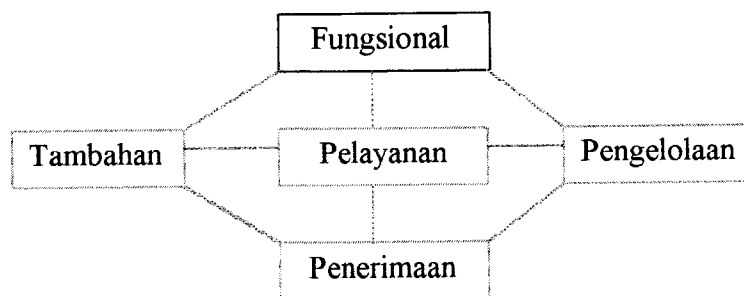 Fungsional
Tambahan
Pelayanan
Pengelolaan
Penerimaan